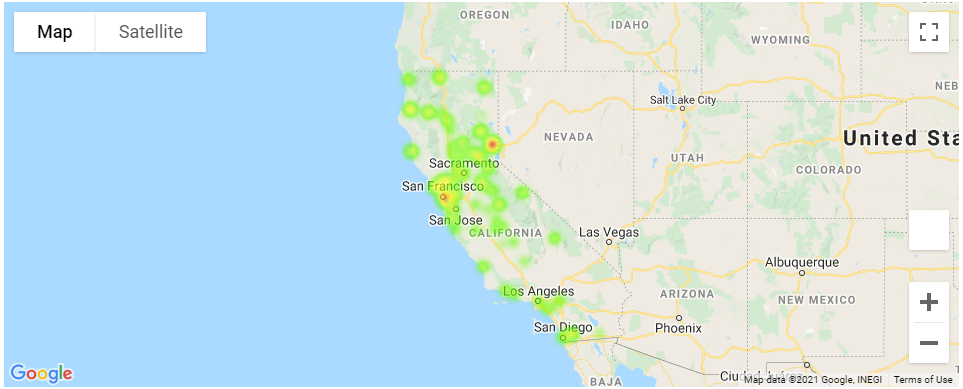 Map
Satellite
OREGON
IDAHO
WYOMING
NEB
Salt Lake City
NEVADA
United Sta
UTAH
COLORADO
Sacramento
San Francisco
San Jose
CALIFORNIA
Las Vegas
Albuquerque
Los Angeles
ARIZONA
NEW MEXICO
San Diego
Phoenix
Google
BAJA
Map data ©2021 Google, INEGI
Terms of Use